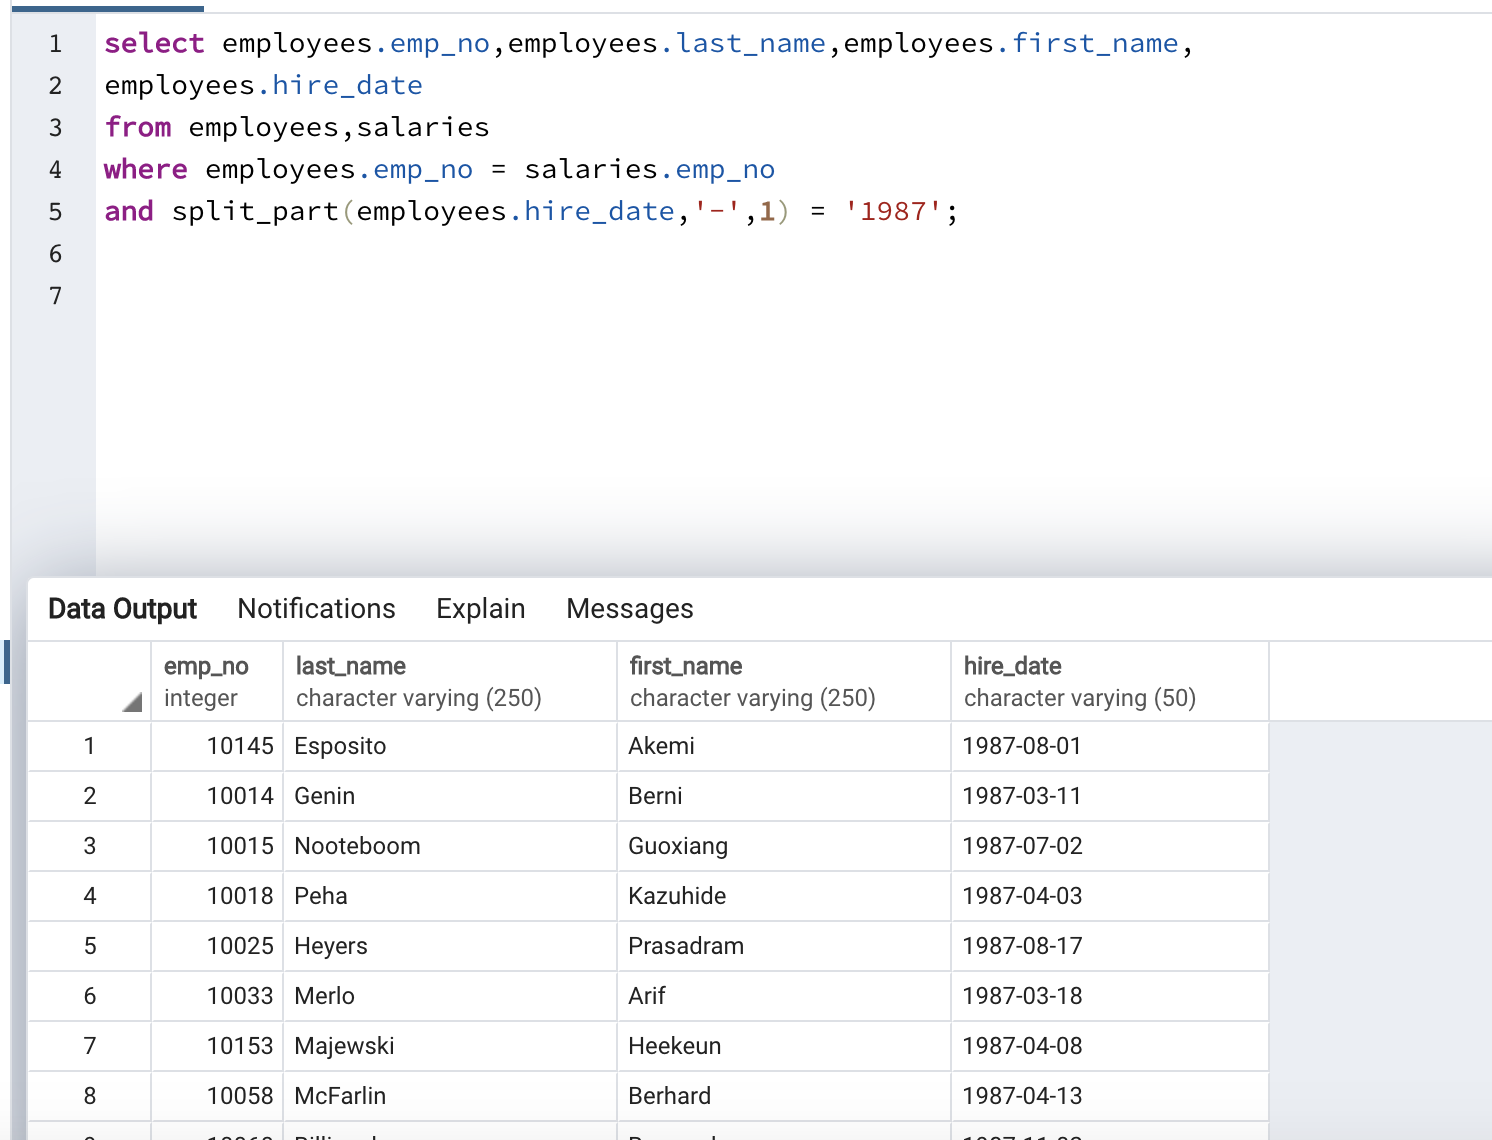 1 select employees.emp_no,employees.last_name,employees.first_name,
2 employees.hire_date
3 from employees,salaries
4 where employees.emp_no = salaries.emp_no
5 and split_part(employees.hire_date,'-',1) = '1987';
6
7
Data Output Notifications Explain Messages
emp_no last_name first_name hire_date
integer character varying (250) character varying (250) character varying (50)
1 10145 Esposito Akemi 1987-08-01
2 10014 Genin Berni 1987-03-11
3 10015 Nooteboom Guoxiang 1987-07-02
4 10018 Peha Kazuhide 1987-04-03
5 10025 Heyers Prasadram 1987-08-17
6 10033 Merlo Arif 1987-03-18
7 10153 Majewski Heekeun 1987-04-08
8 10058 McFarlin Berhard 1987-04-13